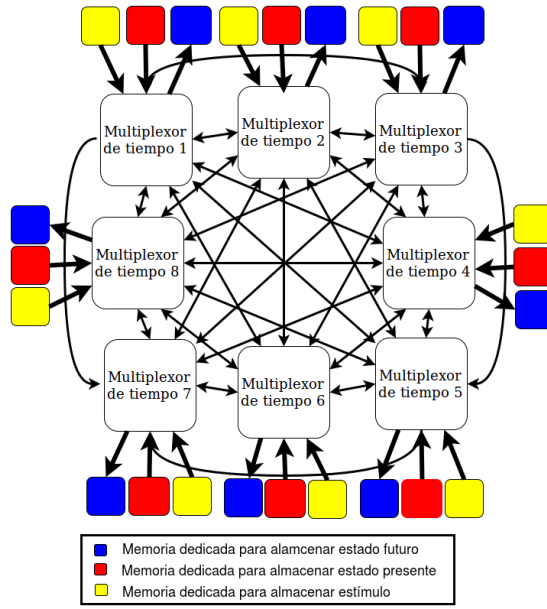 Multiplexor
de tiempo 1
Multiplexor
de tiempo 2
Multiplexor
de tiempo 3
Multiplexor
de tiempo 8
Multiplexor
de tiempo 4
Multiplexor
de tiempo 7
Multiplexor
de tiempo 6
Multiplexor
de tiempo 5
Memoria dedicada para alamcenar estado futuro
Memoria dedicada para almacenar estado presente
Memoria dedicada para almacenar estímulo